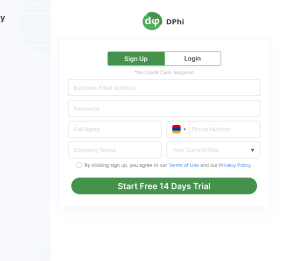 y
dφ DPhi
Sign Up Login
*No Credit Card Required
Business Email Address
Password
Full Name Phone Number
Company Name Your Current Role
By clicking sign up, you agree to our Terms of Use and our Privacy Policy.
Start Free 14 Days Trial